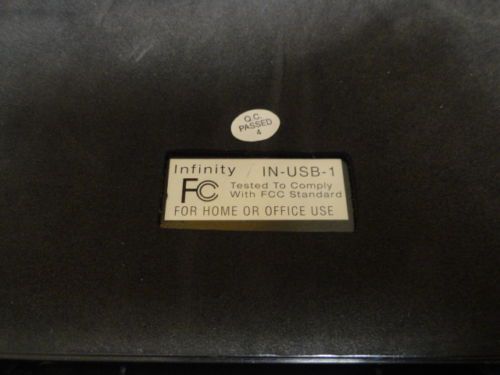 Q.C.
PASSED
4
Infinity / IN-USB-1
FC Tested To Comply
With FCC Standard
FOR HOME OR OFFICE USE